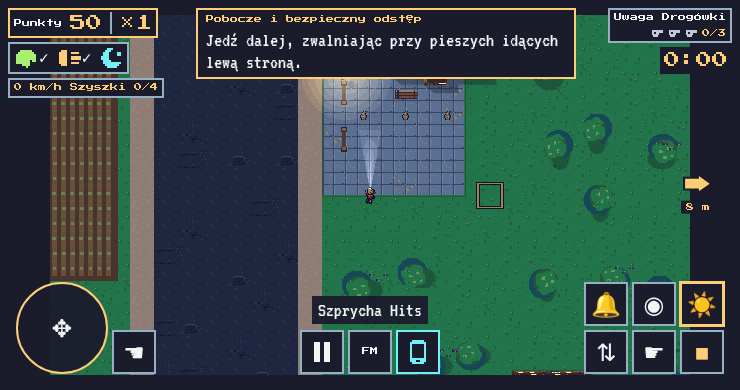 Punkty 50 × 1
Pobocze i bezpieczny odstęp
Jedź dalej, zwalniając przy pieszych idących
lewą stroną.
Uwaga Drogówki
0/3
0:00
0 km/h Szyszki 0/4
8 m
Szprycha Hits
FM